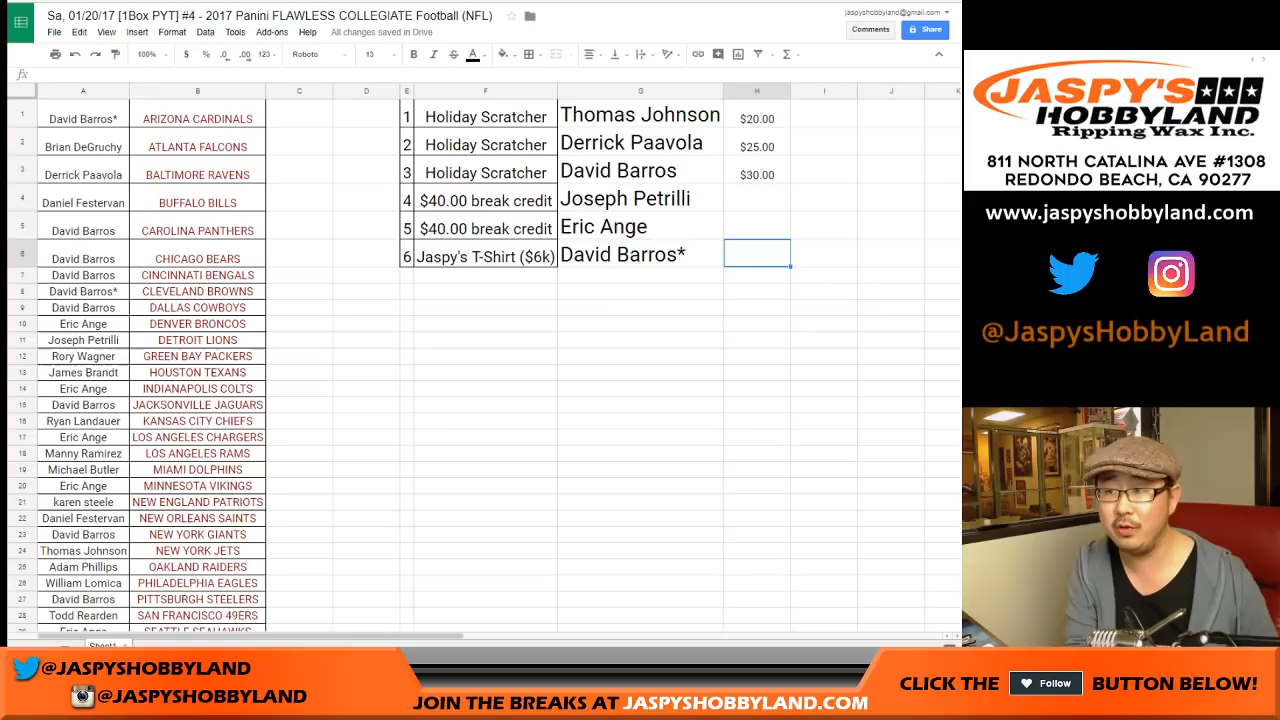 Sa, 01/20/17 [1Box PYT] #4 - 2017 Panini FLAWLESS COLLEGIATE Football (NFL)
jaspyshobbyland@gmail.com
File Edit View Insert Format Data Tools Add-ons Help All changes saved in Drive
Comments Share
100% $ % .0 .00 123 Roboto 13 B I S A
fx
A B C D E F G H I J K
1 David Barros* ARIZONA CARDINALS 1 Holiday Scratcher Thomas Johnson $20.00
2 Brian DeGruchy ATLANTA FALCONS 2 Holiday Scratcher Derrick Paavola $25.00
3 Derrick Paavola BALTIMORE RAVENS 3 Holiday Scratcher David Barros $30.00
4 Daniel Festervan BUFFALO BILLS 4 $40.00 break credit Joseph Petrilli
5 David Barros CAROLINA PANTHERS 5 $40.00 break credit Eric Ange
6 David Barros CHICAGO BEARS 6 Jaspy's T-Shirt ($6k) David Barros*
7 David Barros CINCINNATI BENGALS
8 David Barros* CLEVELAND BROWNS
9 David Barros DALLAS COWBOYS
10 Eric Ange DENVER BRONCOS
11 Joseph Petrilli DETROIT LIONS
12 Rory Wagner GREEN BAY PACKERS
13 James Brandt HOUSTON TEXANS
14 Eric Ange INDIANAPOLIS COLTS
15 David Barros JACKSONVILLE JAGUARS
16 Ryan Landauer KANSAS CITY CHIEFS
17 Eric Ange LOS ANGELES CHARGERS
18 Manny Ramirez LOS ANGELES RAMS
19 Michael Butler MIAMI DOLPHINS
20 Eric Ange MINNESOTA VIKINGS
21 karen steele NEW ENGLAND PATRIOTS
22 Daniel Festervan NEW ORLEANS SAINTS
23 David Barros NEW YORK GIANTS
24 Thomas Johnson NEW YORK JETS
25 Adam Phillips OAKLAND RAIDERS
26 William Lomica PHILADELPHIA EAGLES
27 David Barros PITTSBURGH STEELERS
28 Todd Rearden SAN FRANCISCO 49ERS
Eric Ange SEATTLE SEAHAWKS
Sheet1
JASPY'S
HOBBYLAND
Ripping Wax Inc.
811 NORTH CATALINA AVE #1308
REDONDO BEACH, CA 90277
www.jaspyshobbyland.com
@JaspysHobbyLand
@JASPYSHOBBYLAND
@JASPYSHOBBYLAND
JOIN THE BREAKS AT JASPYSHOBBYLAND.COM
CLICK THE Follow BUTTON BELOW!